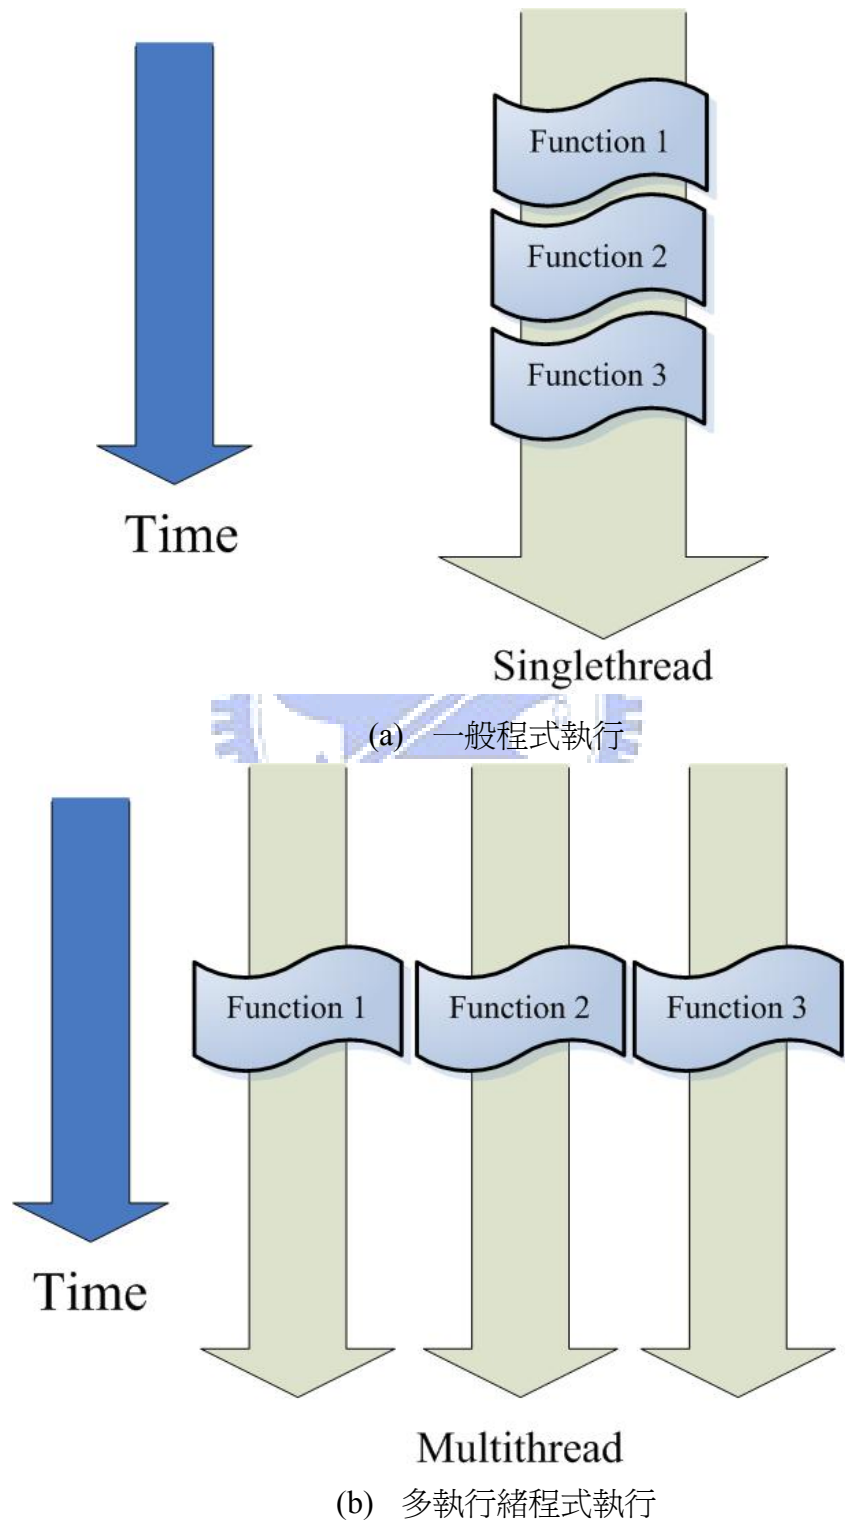 Function 1
Function 2
Function 3
Time
Singlethread
(a) 一般程式執行
Function 1
Function 2
Function 3
Time
Multithread
(b) 多執行緒程式執行